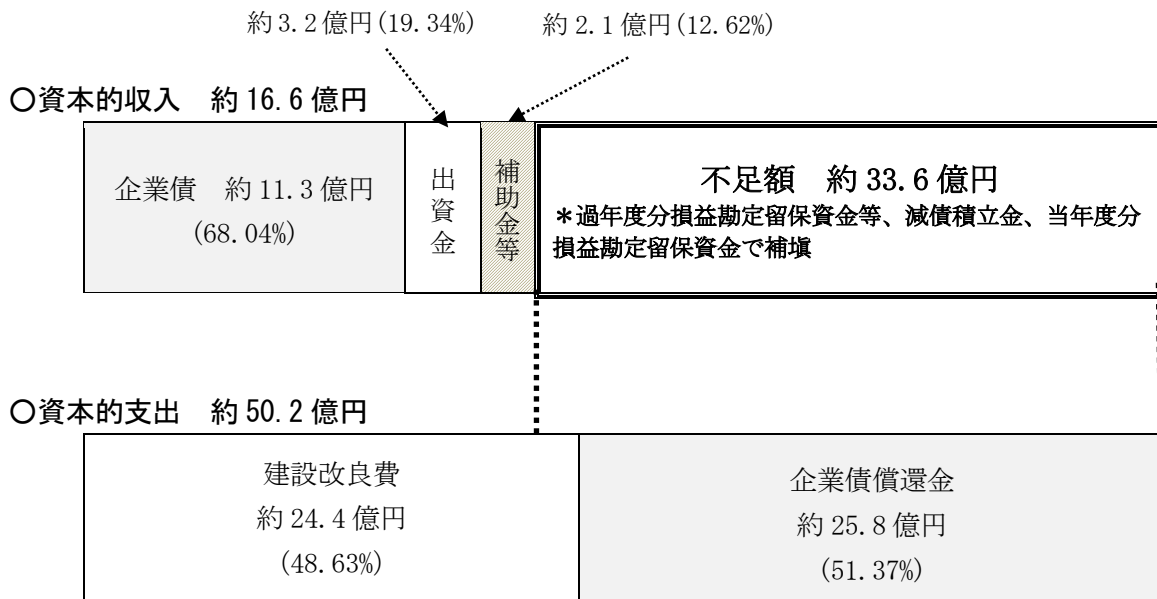 約3.2億円(19.34%)
約2.1億円(12.62%)
〇資本的収入 約16.6億円
企業債 約11.3億円
(68.04%)
出資金
補助金等
不足額 約33.6億円
＊過年度分損益勘定留保資金等、減債積立金、当年度分
損益勘定留保資金で補塡
〇資本的支出 約50.2億円
建設改良費
約24.4億円
(48.63%)
企業債償還金
約25.8億円
(51.37%)